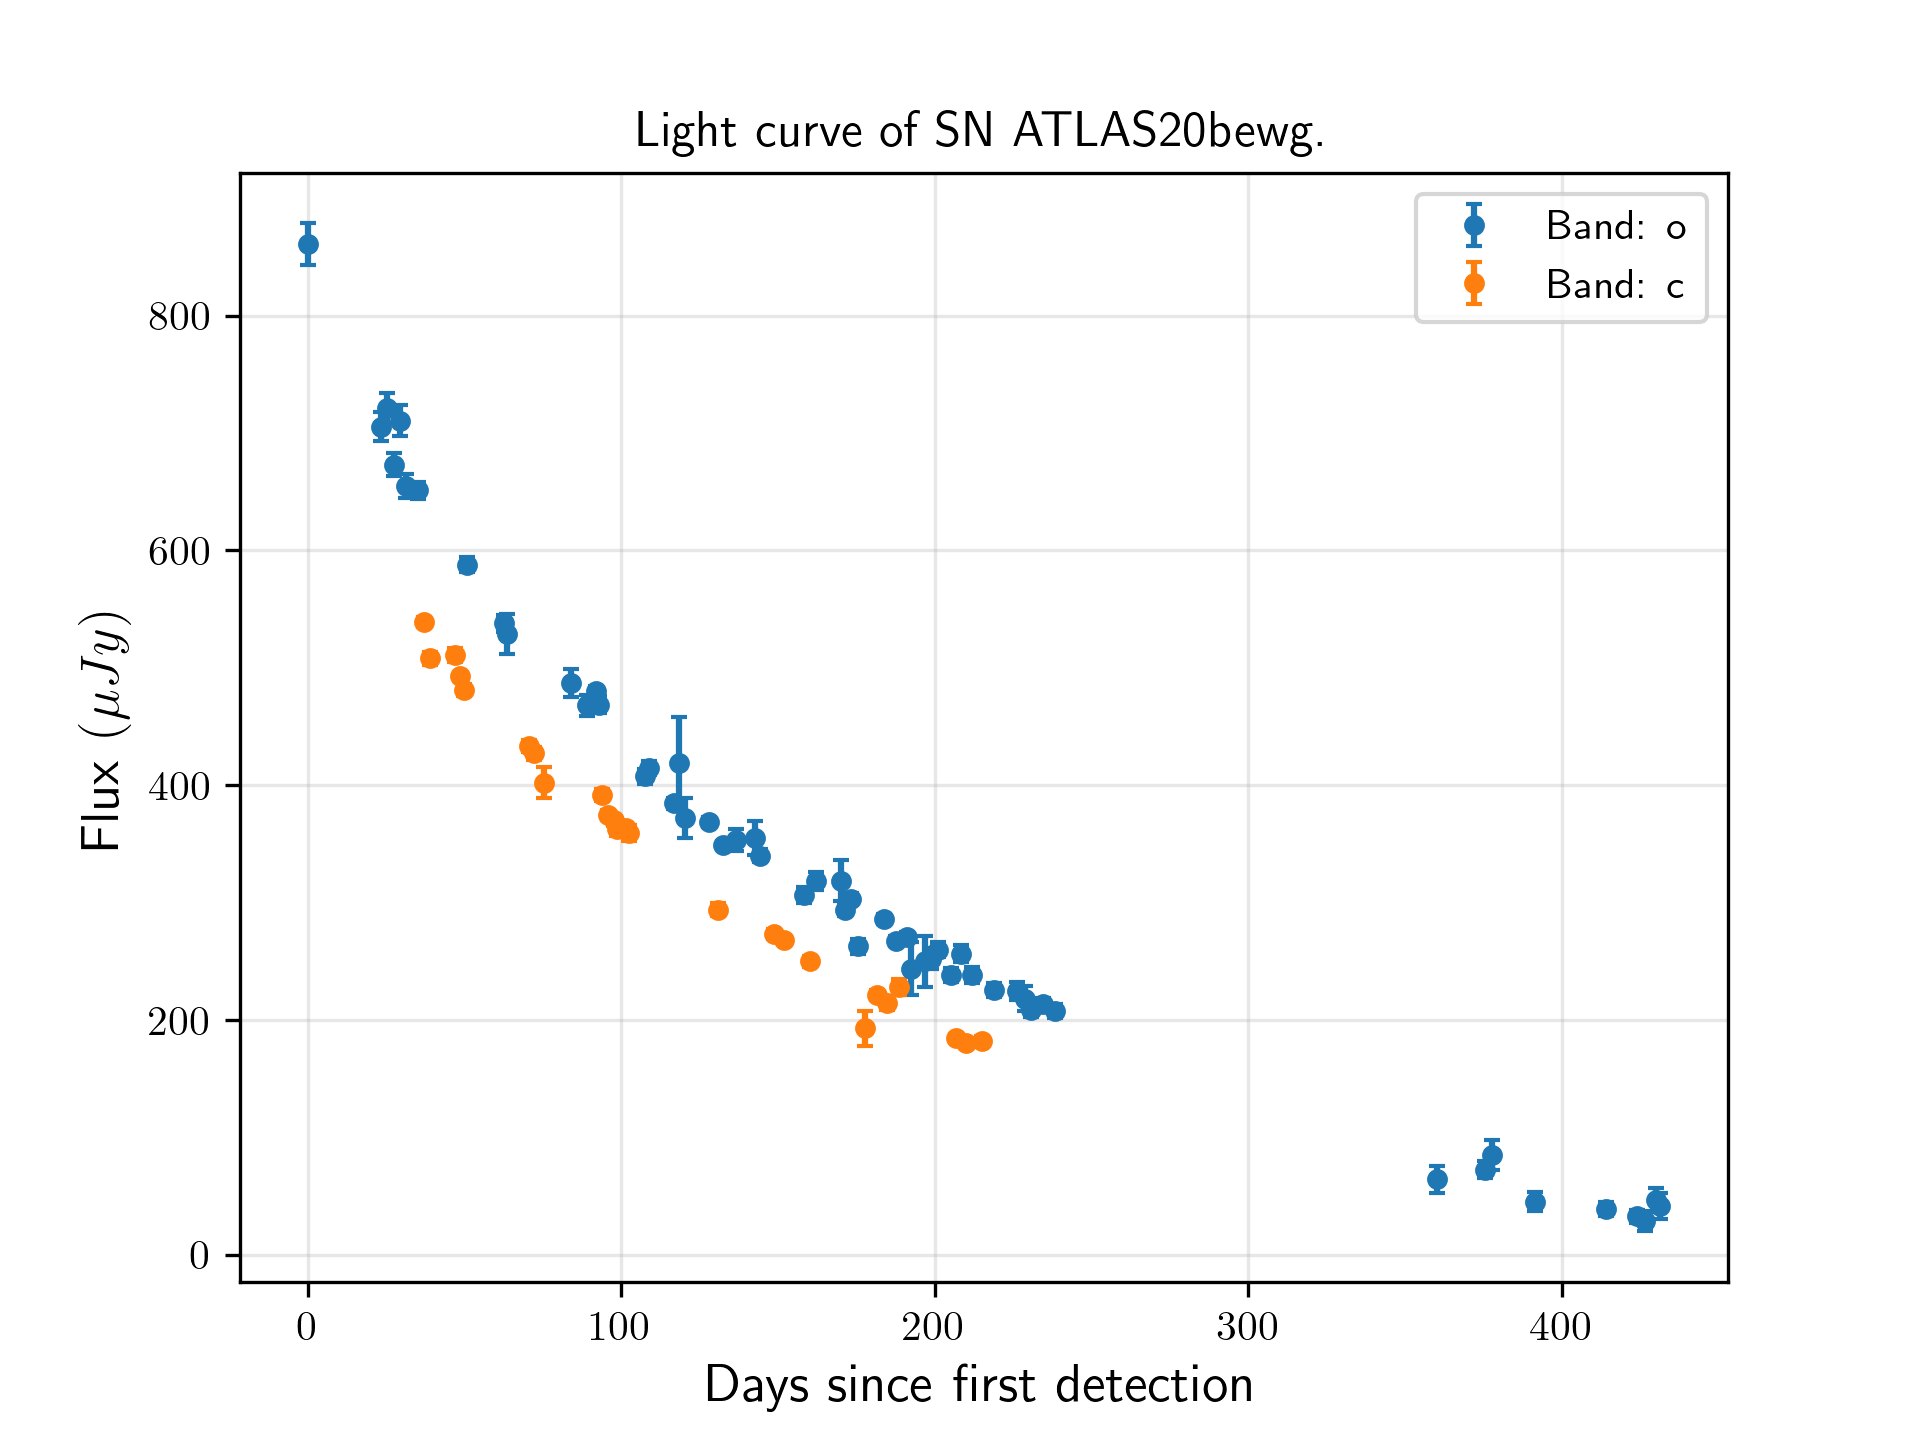 Light curve of SN ATLAS20bewg.
Band: o
Band: c
800
600
400
200
0
Flux (μJy)
0 100 200 300 400
Days since first detection